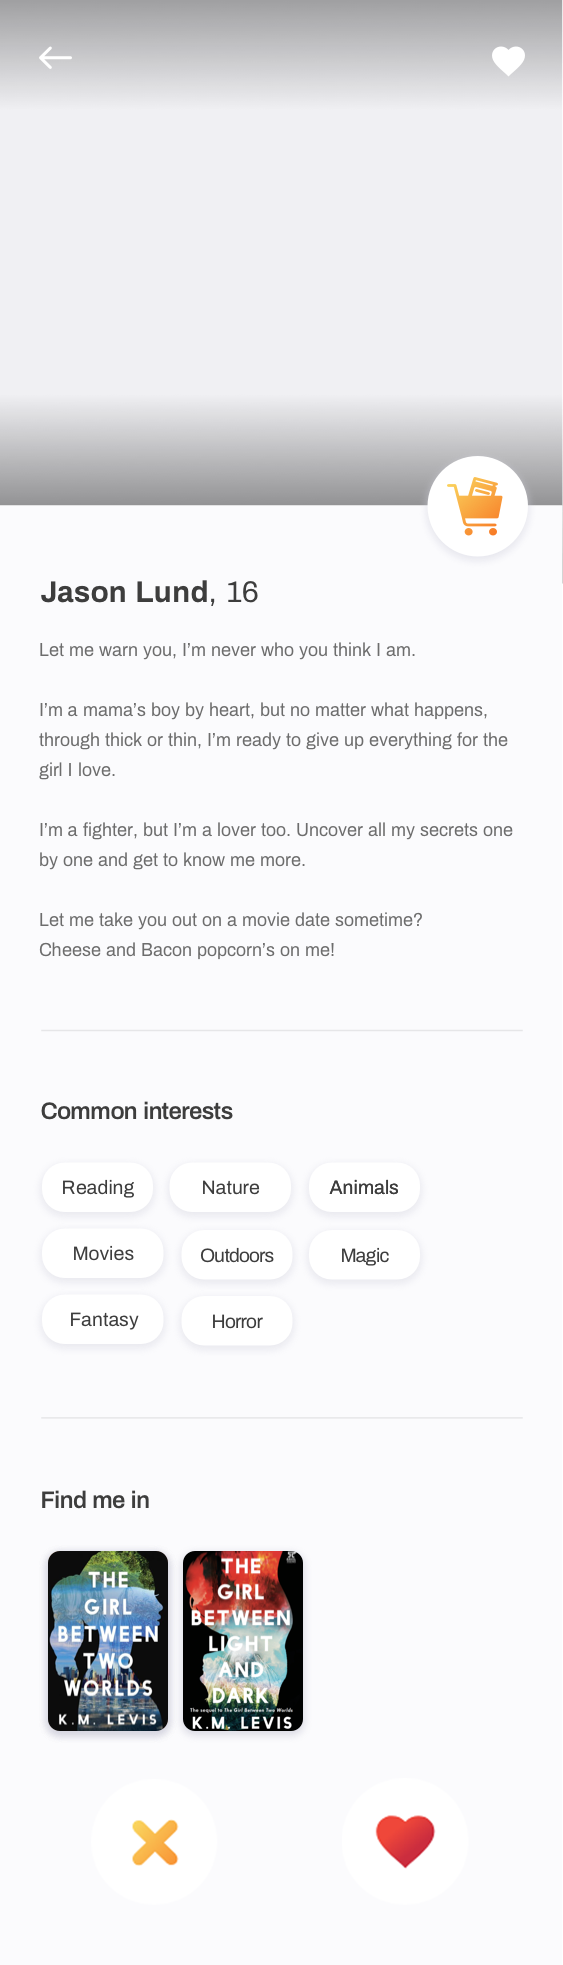 Jason Lund, 16
Let me warn you, I’m never who you think I am.
I’m a mama’s boy by heart, but no matter what happens,
through thick or thin, I’m ready to give up everything for the
girl I love.
I’m a fighter, but I’m a lover too. Uncover all my secrets one
by one and get to know me more.
Let me take you out on a movie date sometime?
Cheese and Bacon popcorn’s on me!
Common interests
Reading
Nature
Animals
Movies
Outdoors
Magic
Fantasy
Horror
Find me in
THE
GIRL
BETWEEN
TWO
WORLDS
K.M. LEVIS
THE
GIRL
BETWEEN
LIGHT
AND
DARK
The sequel to The Girl Between Two Worlds
K.M. LEVIS